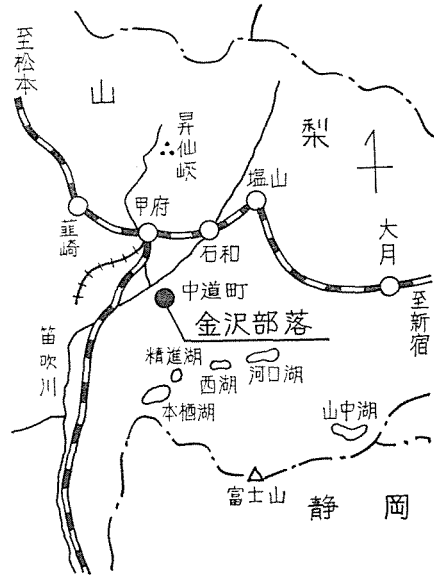 至松本
山
梨
昇仙峡
塩山
甲府
石和
韮崎
大月
至新宿
中道町
金沢部落
笛吹川
精進湖
西湖
河口湖
本栖湖
山中湖
富士山
静岡